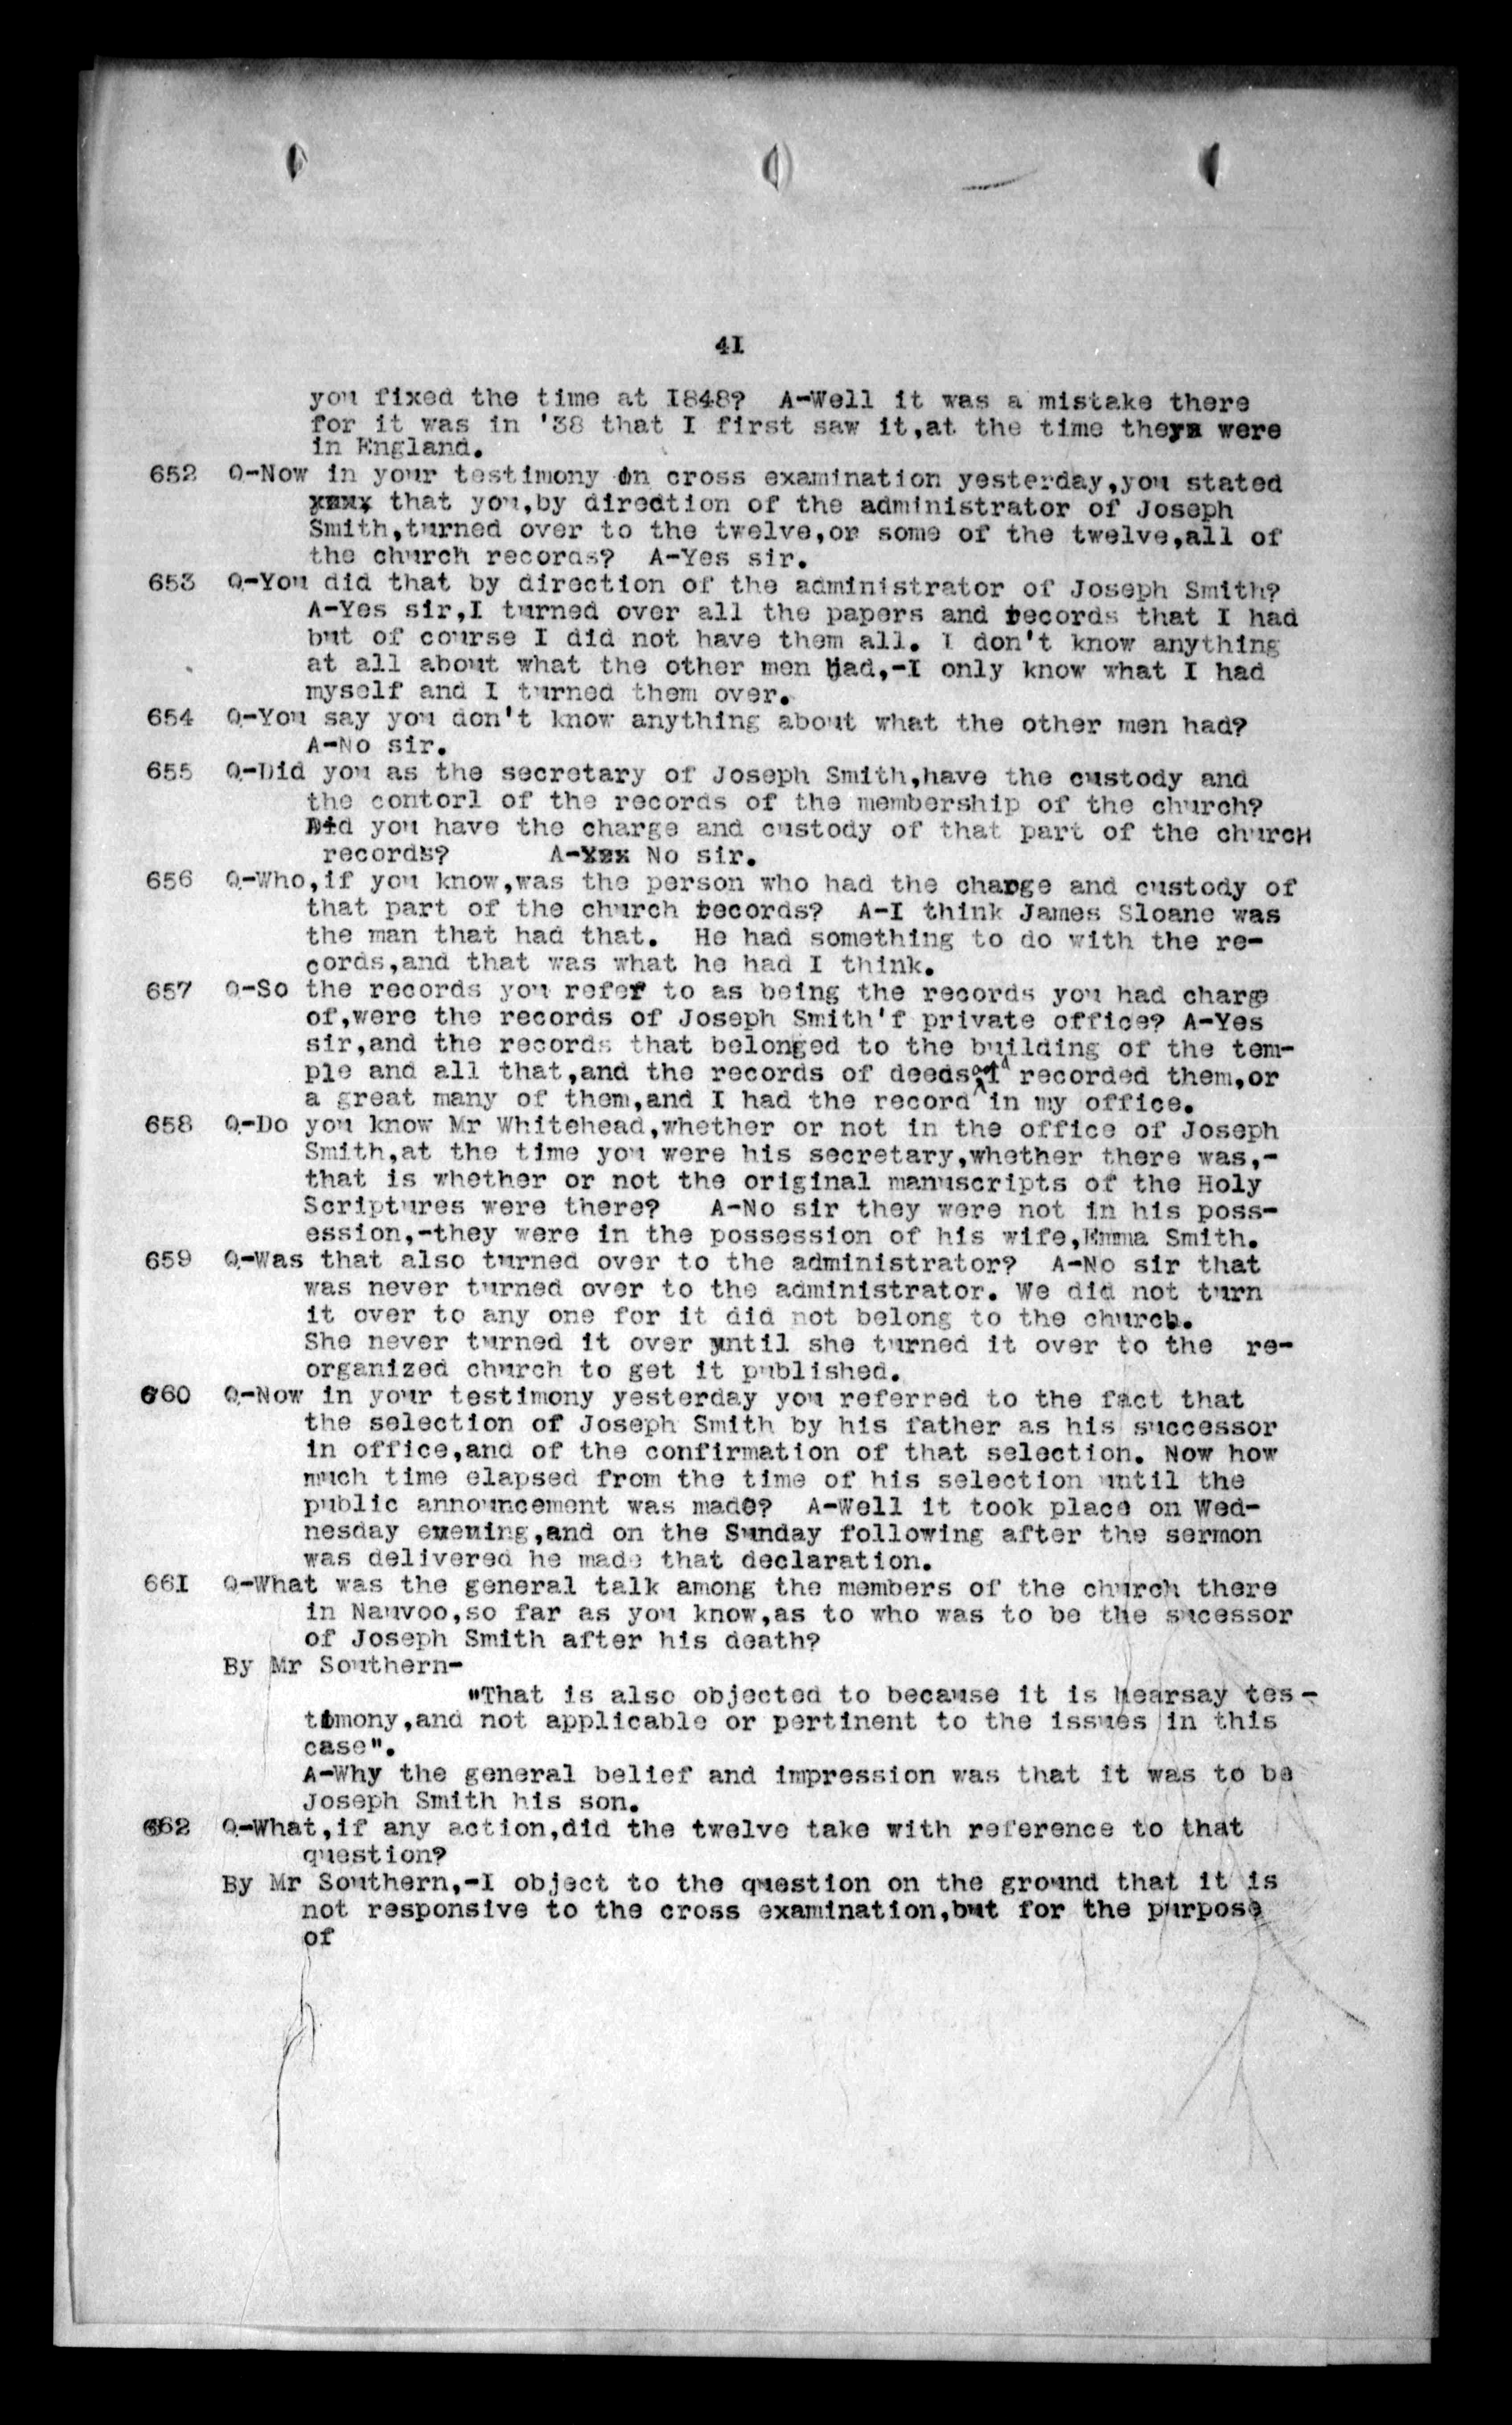 41
you fixed the time at I848?  A-Well it was a mistake there
for it was in '38 that I first saw it,at the time they were
in England.
652 Q-Now in your testimony on cross examination yesterday,you stated
xxxx that you,by diredtion of the administrator of Joseph
Smith,turned over to the twelve,or some of the twelve,all of
the church records?  A-Yes sir.
653 Q-You did that by direction of the administrator of Joseph Smith?
A-Yes sir,I turned over all the papers and records that I had
but of course I did not have them all. I don't know anything
at all about what the other men had,-I only know what I had
myself and I turned them over.
654 Q-You say you don't know anything about what the other men had?
A-No sir.
655 Q-Did you as the secretary of Joseph Smith,have the custody and
the contorl of the records of the membership of the church?
Did you have the charge and custody of that part of the church
records?  A-Yxx No sir.
656 Q-Who,if you know,was the person who had the charge and custody of
that part of the church records?  A-I think James Sloane was
the man that had that.  He had something to do with the re-
cords,and that was what he had I think.
657 Q-So the records you refer to as being the records you had charge
of,were the records of Joseph Smith'f private office? A-Yes
sir,and the records that belonged to the building of the tem-
ple and all that,and the records of deeds, and I recorded them,or
a great many of them,and I had the record in my office.
658 Q-Do you know Mr Whitehead,whether or not in the office of Joseph
Smith,at the time you were his secretary,whether there was,-
that is whether or not the original manuscripts of the Holy
Scriptures were there?  A-No sir they were not in his poss-
ession,-they were in the possession of his wife,Emma Smith.
659 Q-Was that also turned over to the administrator?  A-No sir that
was never turned over to the administrator. We did not turn
it over to any one for it did not belong to the church.
She never turned it over until she turned it over to the  re-
organized church to get it published.
660 Q-Now in your testimony yesterday you referred to the fact that
the selection of Joseph Smith by his father as his successor
in office,and of the confirmation of that selection. Now how
much time elapsed from the time of his selection until the
public announcement was made?  A-Well it took place on Wed-
nesday evening,and on the Sunday following after the sermon
was delivered he made that declaration.
66I Q-What was the general talk among the members of the church there
in Nauvoo,so far as you know,as to who was to be the sucessor
of Joseph Smith after his death?
By Mr Southern-
"That is also objected to because it is hearsay tes-
timony,and not applicable or pertinent to the issues in this
case".
A-Why the general belief and impression was that it was to be
Joseph Smith his son.
662 Q-What,if any action,did the twelve take with reference to that
question?
By Mr Southern,-I object to the question on the ground that it is
not responsive to the cross examination,but for the purpose
of